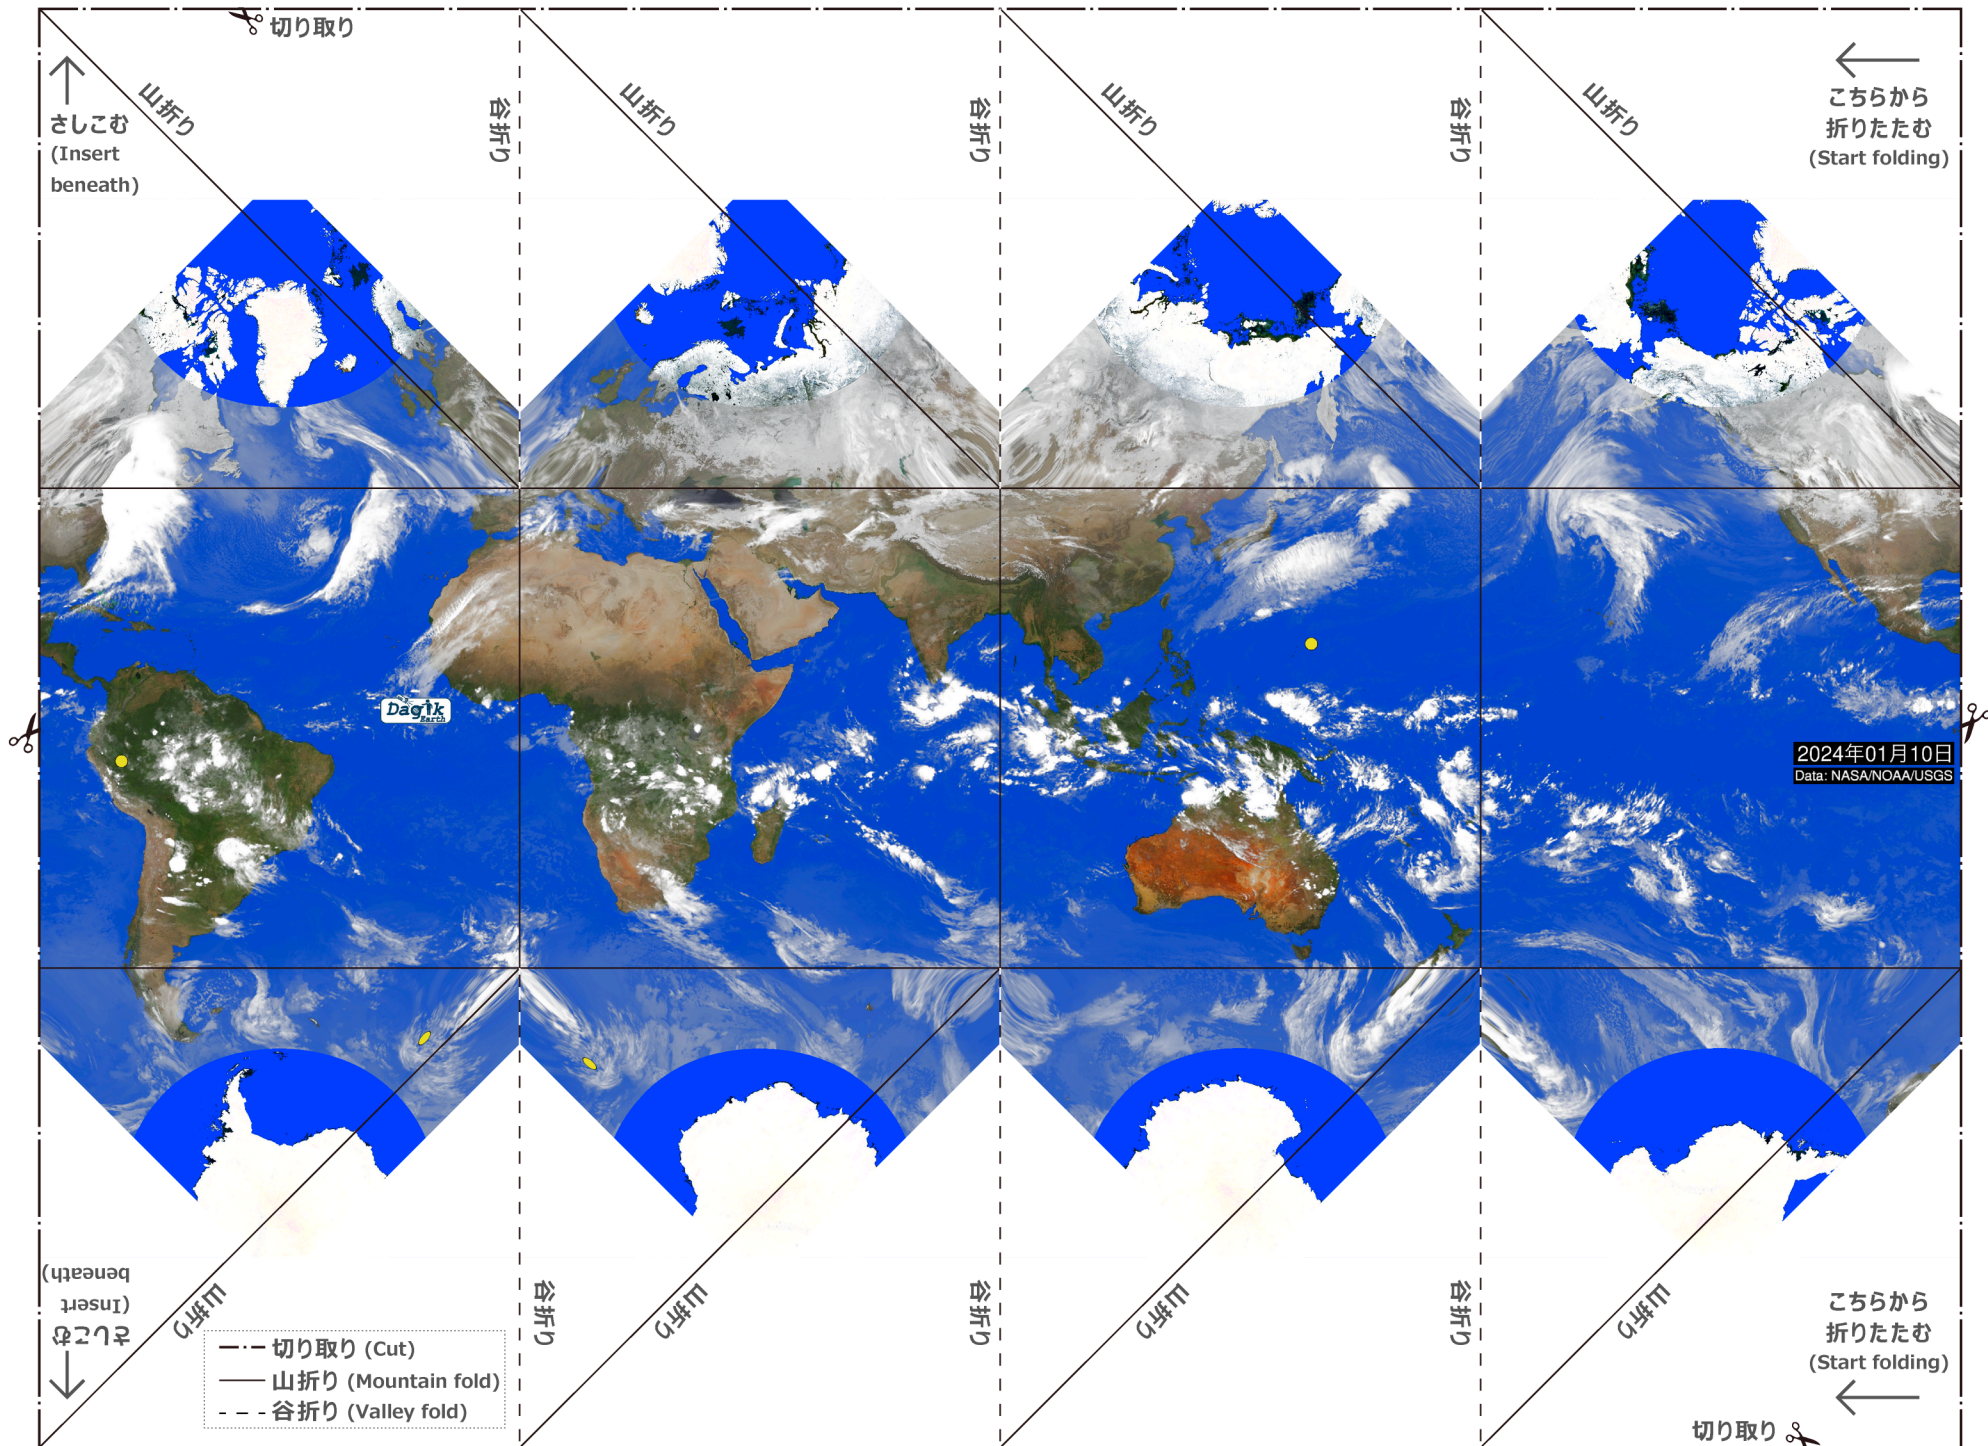 切り取り
山折り
谷折り
山折り
谷折り
山折り
谷折り
山折り
さしこむ
(Insert
beneath)
こちらから
折りたたむ
(Start folding)
Dagik
Earth
2024年01月10日
Data: NASA/NOAA/USGS
さしこむ
(Insert
beneath)
山折り
谷折り
山折り
谷折り
山折り
谷折り
山折り
こちらから
折りたたむ
(Start folding)
切り取り (Cut)
山折り (Mountain fold)
谷折り (Valley fold)
切り取り